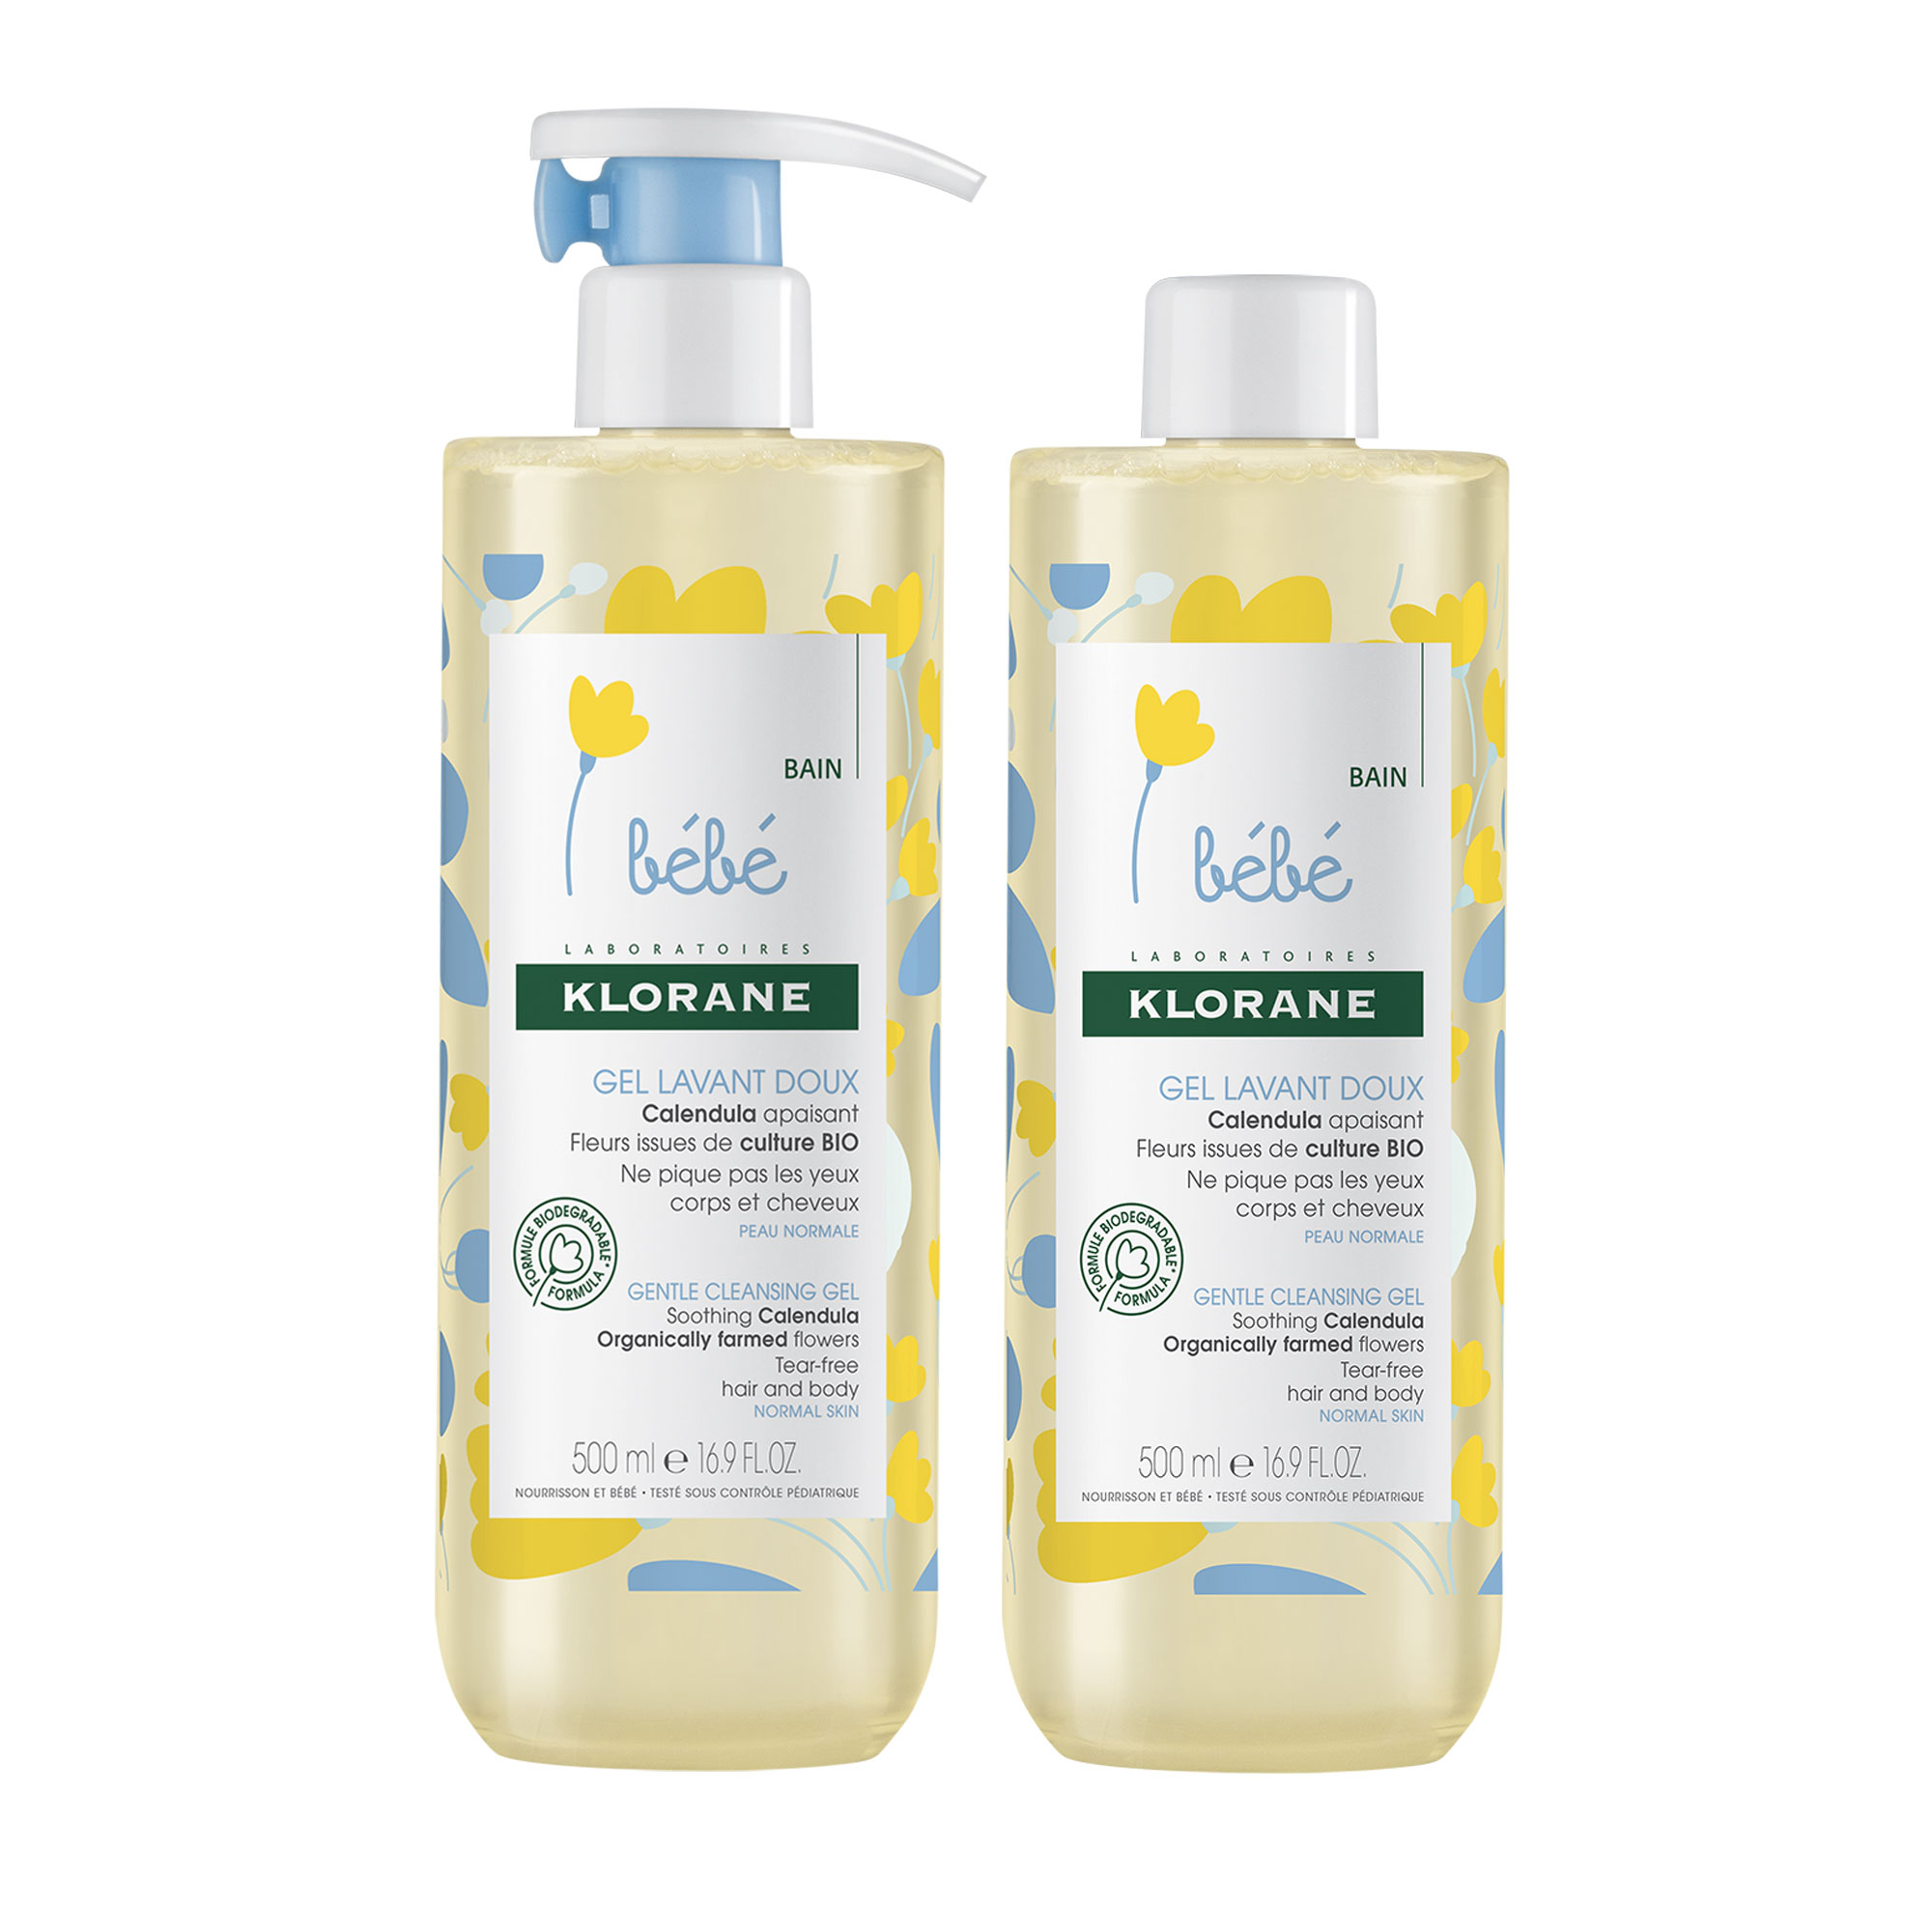 BAIN
bébé
LABORATOIRES
KLORANE
GEL LAVANT DOUX
Calendula apaisant
Fleurs issues de culture BIO
Ne pique pas les yeux
corps et cheveux
PEAU NORMALE
FORMULE BIODEGRADABLE*
FORMULA
GENTLE CLEANSING GEL
Soothing Calendula
Organically farmed flowers
Tear-free
hair and body
NORMAL SKIN
500 ml e 16.9 FL.OZ.
NOURRISSON ET BÉBÉ • TESTÉ SOUS CONTRÔLE PÉDIATRIQUE
BAIN
bébé
LABORATOIRES
KLORANE
GEL LAVANT DOUX
Calendula apaisant
Fleurs issues de culture BIO
Ne pique pas les yeux
corps et cheveux
PEAU NORMALE
FORMULE BIODEGRADABLE*
FORMULA
GENTLE CLEANSING GEL
Soothing Calendula
Organically farmed flowers
Tear-free
hair and body
NORMAL SKIN
500 ml e 16.9 FL.OZ.
NOURRISSON ET BÉBÉ • TESTÉ SOUS CONTRÔLE PÉDIATRIQUE